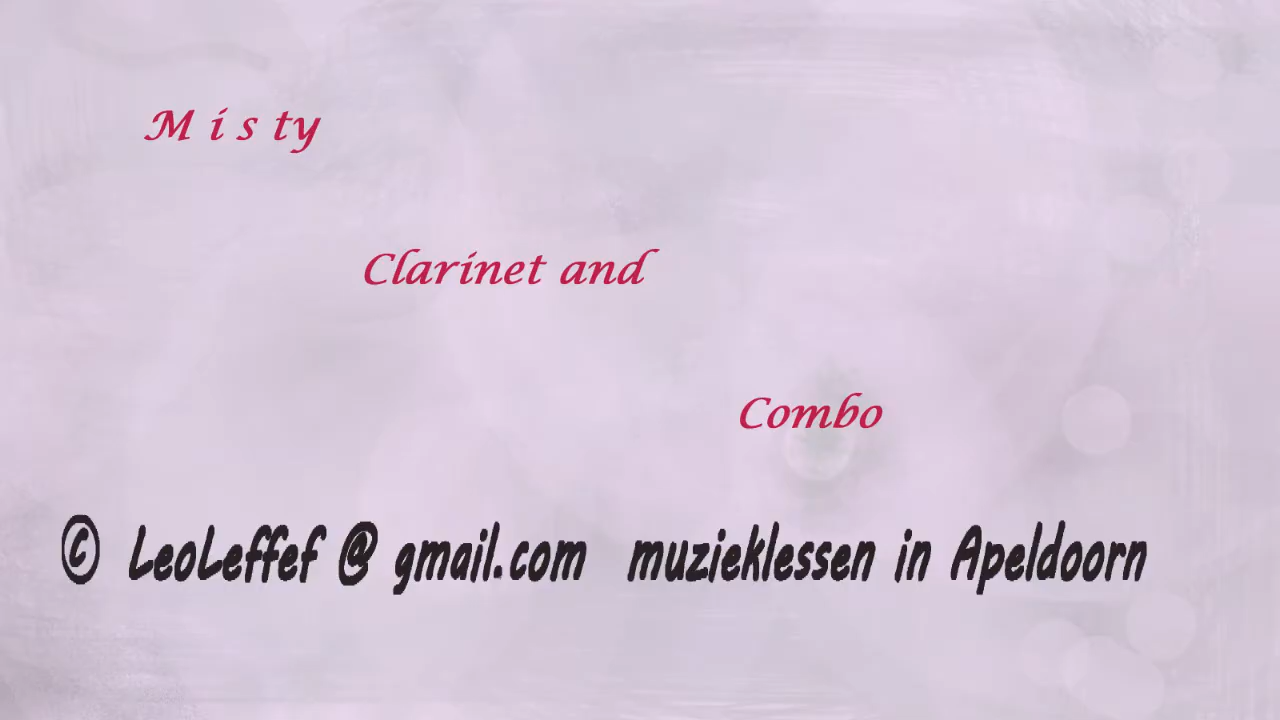 M i s ty
Clarinet and
Combo
© LeoLeffef @ gmail.com muzieklessen in Apeldoorn